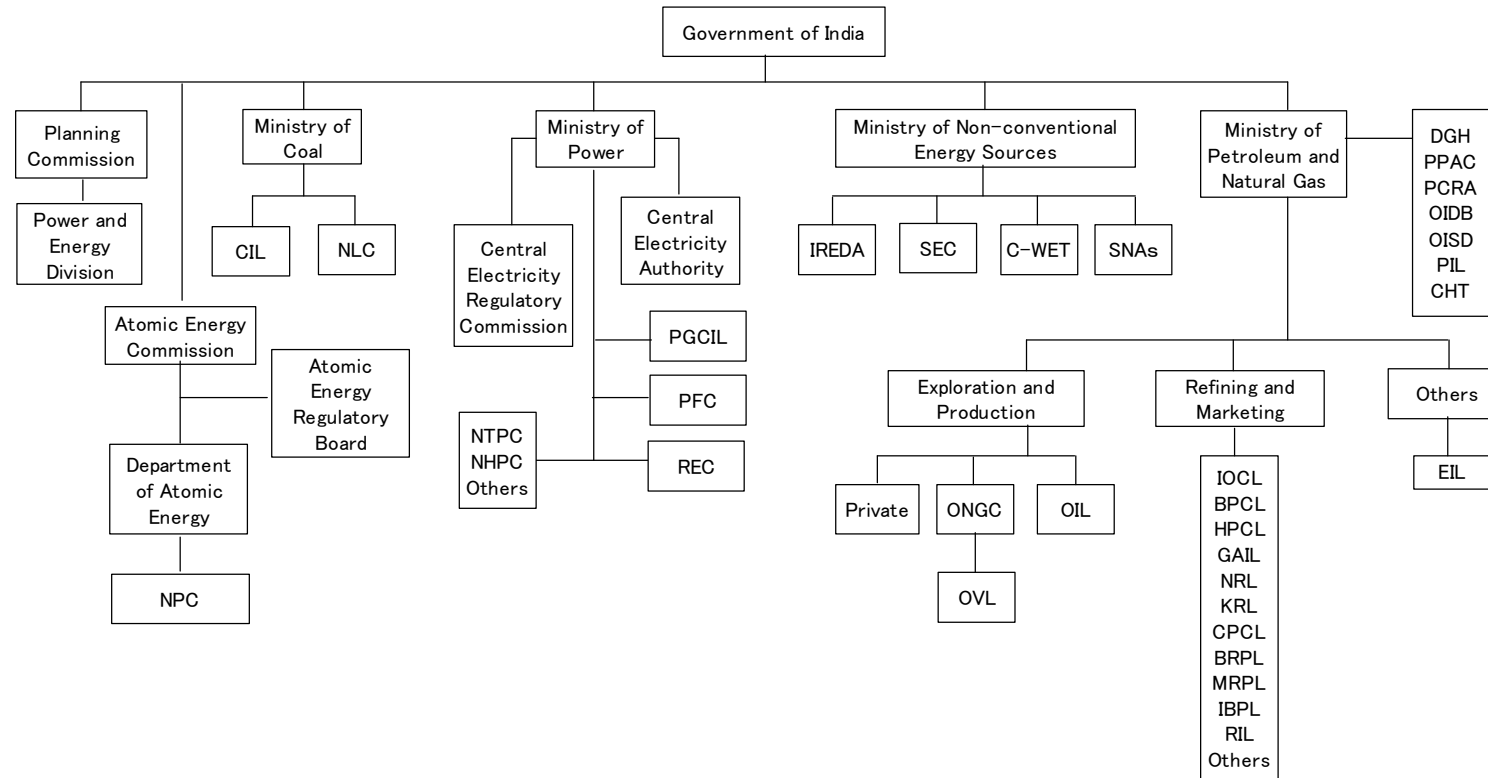 Government of India
Planning
Commission
Power and
Energy
Division
Atomic Energy
Commission
Atomic
Energy
Regulatory
Board
Department
of Atomic
Energy
NPC
Ministry of
Coal
CIL
NLC
Ministry of
Power
Central
Electricity
Regulatory
Commission
Central
Electricity
Authority
PGCIL
PFC
NTPC
NHPC
Others
REC
Ministry of Non-conventional
Energy Sources
IREDA
SEC
C-WET
SNAs
Ministry of
Petroleum and
Natural Gas
DGH
PPAC
PCRA
OIDB
OISD
PIL
CHT
Exploration and
Production
Private
ONGC
OIL
OVL
Refining and
Marketing
IOCL
BPCL
HPCL
GAIL
NRL
KRL
CPCL
BRPL
MRPL
IBPL
RIL
Others
Others
EIL